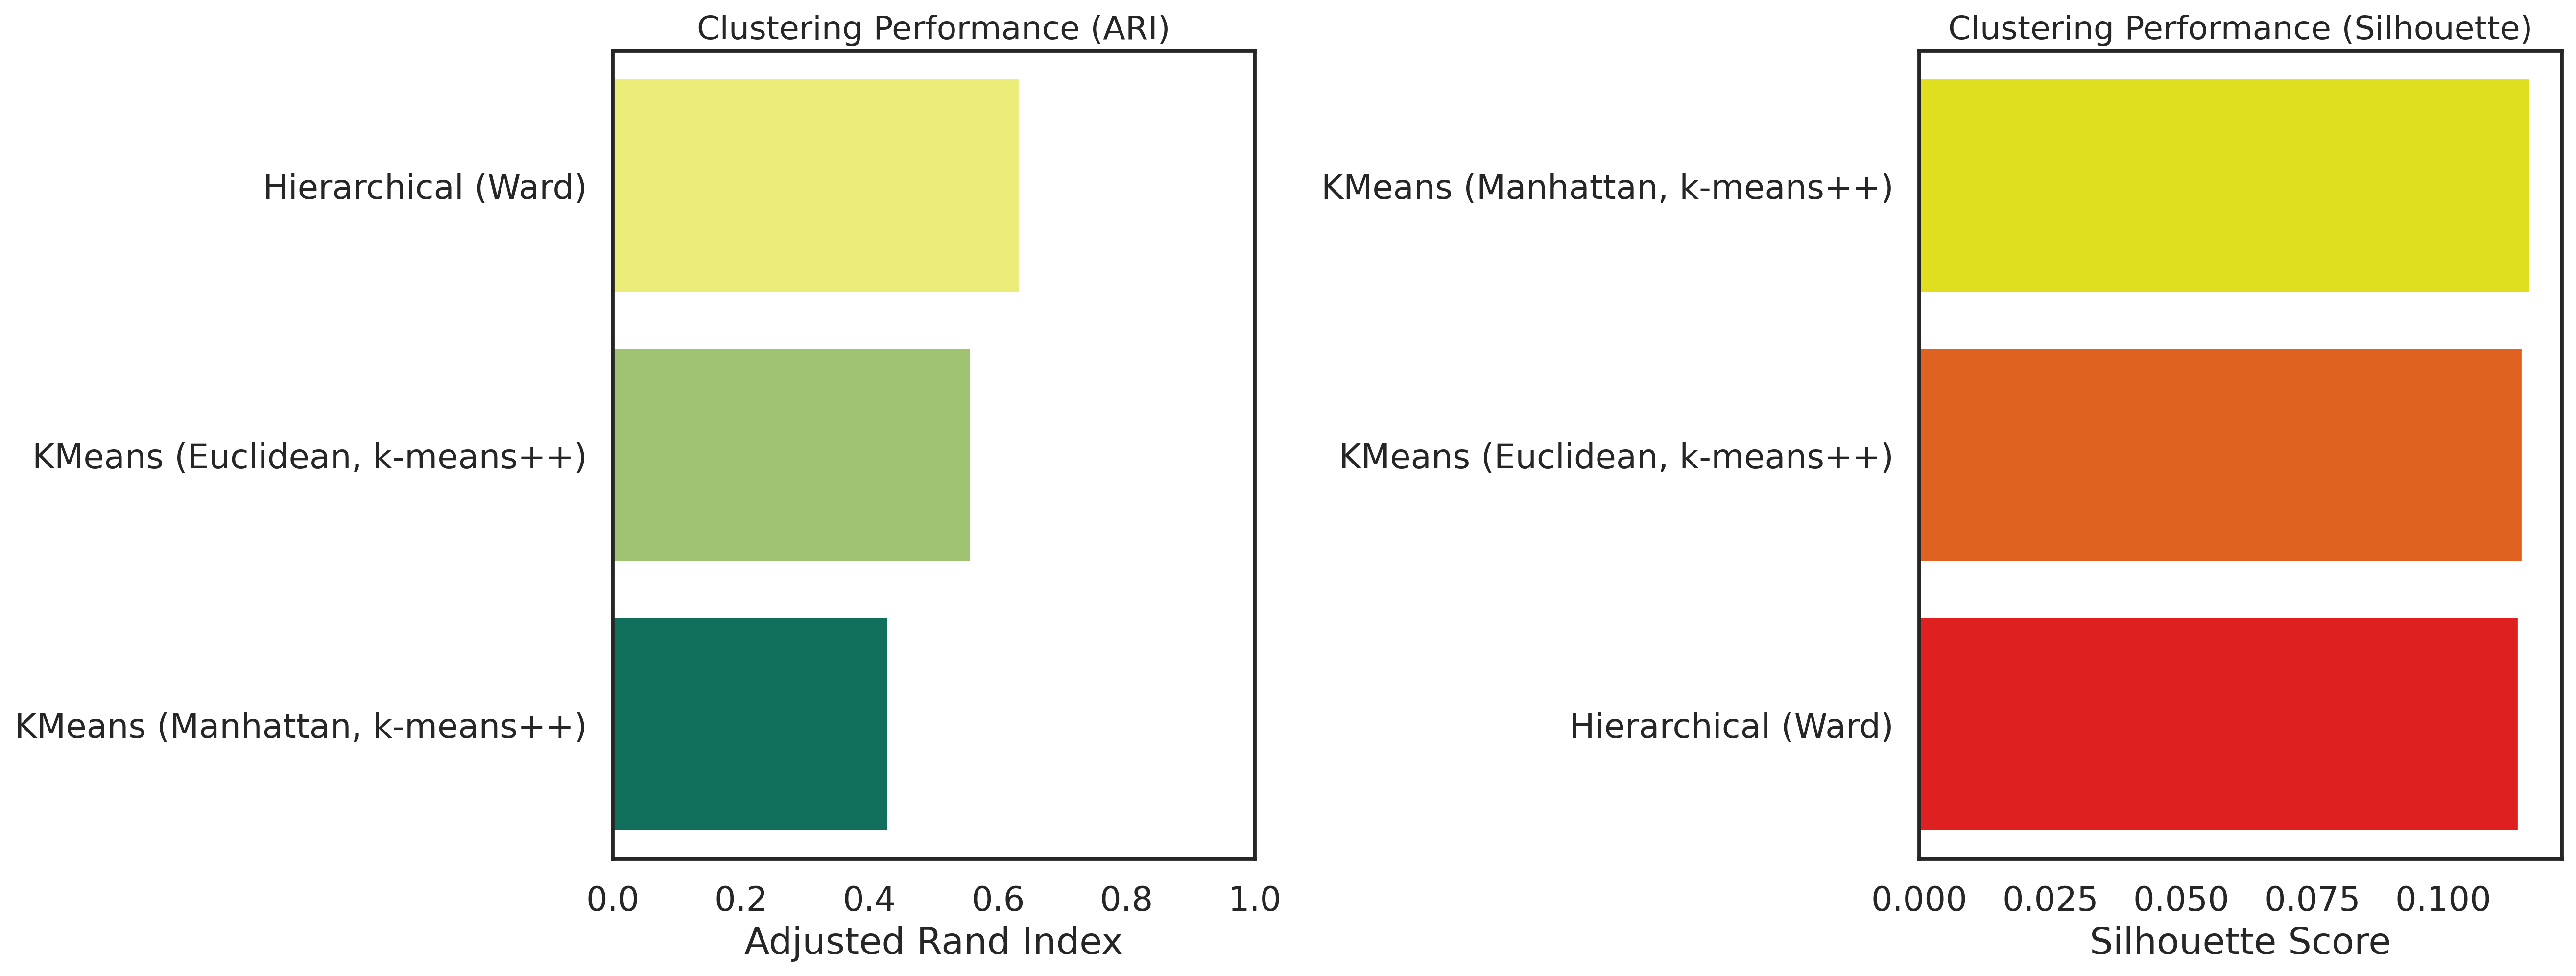 Clustering Performance (ARI)
Hierarchical (Ward)
KMeans (Euclidean, k-means++)
KMeans (Manhattan, k-means++)
0.0 0.2 0.4 0.6 0.8 1.0
Adjusted Rand Index
Clustering Performance (Silhouette)
KMeans (Manhattan, k-means++)
KMeans (Euclidean, k-means++)
Hierarchical (Ward)
0.000 0.025 0.050 0.075 0.100
Silhouette Score